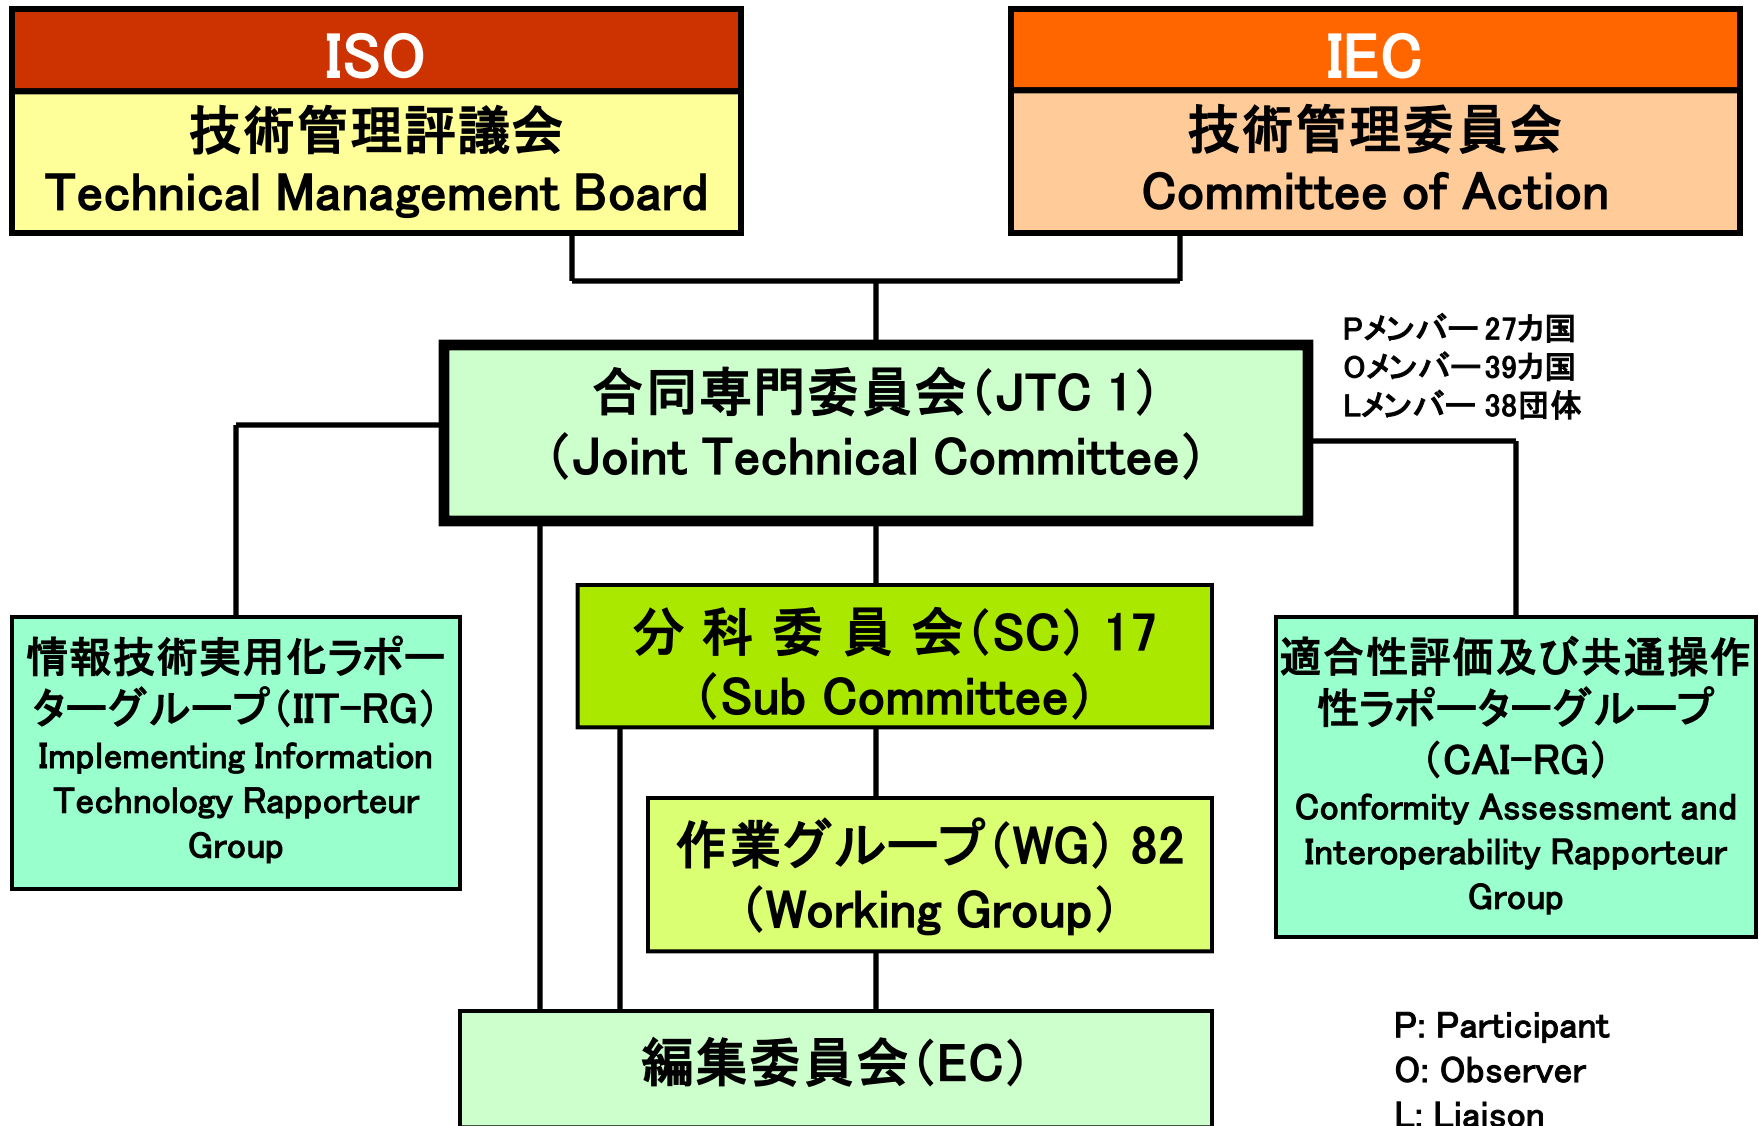 ISO
技術管理評議会
Technical Management Board
IEC
技術管理委員会
Committee of Action
Pメンバー 27カ国
Oメンバー 39カ国
Lメンバー 38団体
合同専門委員会(JTC 1)
(Joint Technical Committee)
情報技術実用化ラポー
ターグループ(IIT-RG)
Implementing Information
Technology Rapporteur
Group
分 科 委 員 会(SC) 17
(Sub Committee)
作業グループ(WG) 82
(Working Group)
適合性評価及び共通操作
性ラポーターグループ
(CAI-RG)
Conformity Assessment and
Interoperability Rapporteur
Group
編集委員会(EC)
P: Participant
O: Observer
L: Liaison